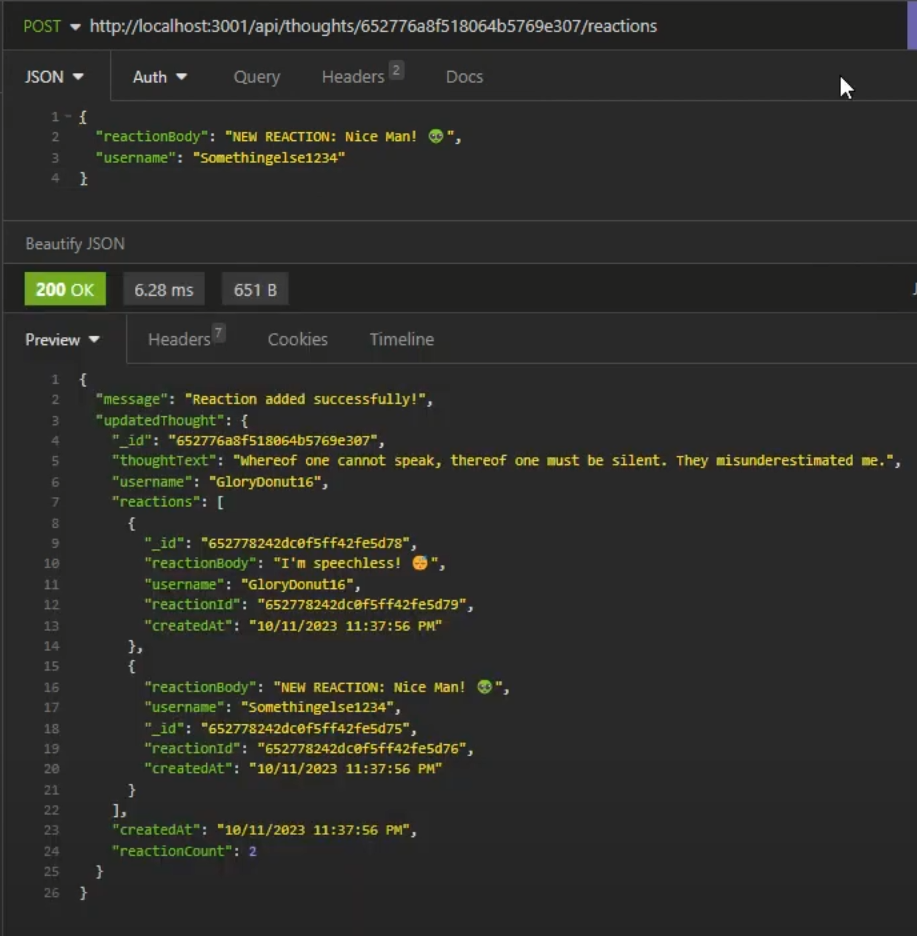 POST http://localhost:3001/api/thoughts/652776a8f518064b5769e307/reactions
JSON Auth Query Headers 2 Docs
1 {
2 "reactionBody": "NEW REACTION: Nice Man! 🤓",
3 "username": "Somethingelse1234"
4 }
Beautify JSON
200 OK 6.28 ms 651 B
Preview Headers 7 Cookies Timeline
1 {
2 "message": "Reaction added successfully!",
3 "updatedThought": {
4 "_id": "652776a8f518064b5769e307",
5 "thoughtText": "Whereof one cannot speak, thereof one must be silent. They misunderestimated me.",
6 "username": "GloryDonut16",
7 "reactions": [
8 {
9 "_id": "652778242dc0f5ff42fe5d78",
10 "reactionBody": "I'm speechless! 😴",
11 "username": "GloryDonut16",
12 "reactionId": "652778242dc0f5ff42fe5d79",
13 "createdAt": "10/11/2023 11:37:56 PM"
14 },
15 {
16 "reactionBody": "NEW REACTION: Nice Man! 🤓",
17 "username": "Somethingelse1234",
18 "_id": "652778242dc0f5ff42fe5d75",
19 "reactionId": "652778242dc0f5ff42fe5d76",
20 "createdAt": "10/11/2023 11:37:56 PM"
21 }
22 ],
23 "createdAt": "10/11/2023 11:37:56 PM",
24 "reactionCount": 2
25 }
26 }